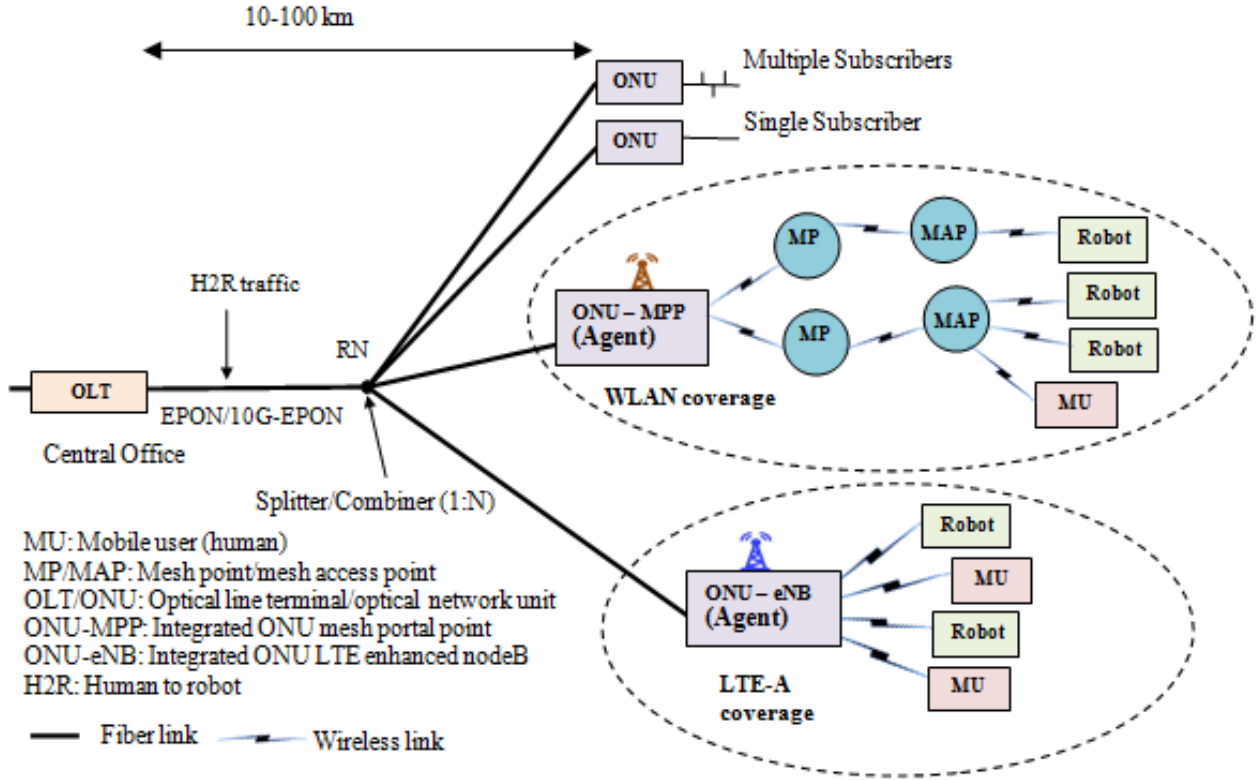 10-100 km
ONU
Multiple Subscribers
ONU
Single Subscriber
H2R traffic
RN
OLT
EPON/10G-EPON
Central Office
Splitter/Combiner (1:N)
ONU – MPP
(Agent)
MP
MAP
Robot
MP
MAP
Robot
Robot
MU
WLAN coverage
ONU – eNB
(Agent)
Robot
MU
Robot
MU
LTE-A
coverage
MU: Mobile user (human)
MP/MAP: Mesh point/mesh access point
OLT/ONU: Optical line terminal/optical network unit
ONU-MPP: Integrated ONU mesh portal point
ONU-eNB: Integrated ONU LTE enhanced nodeB
H2R: Human to robot
Fiber link
Wireless link